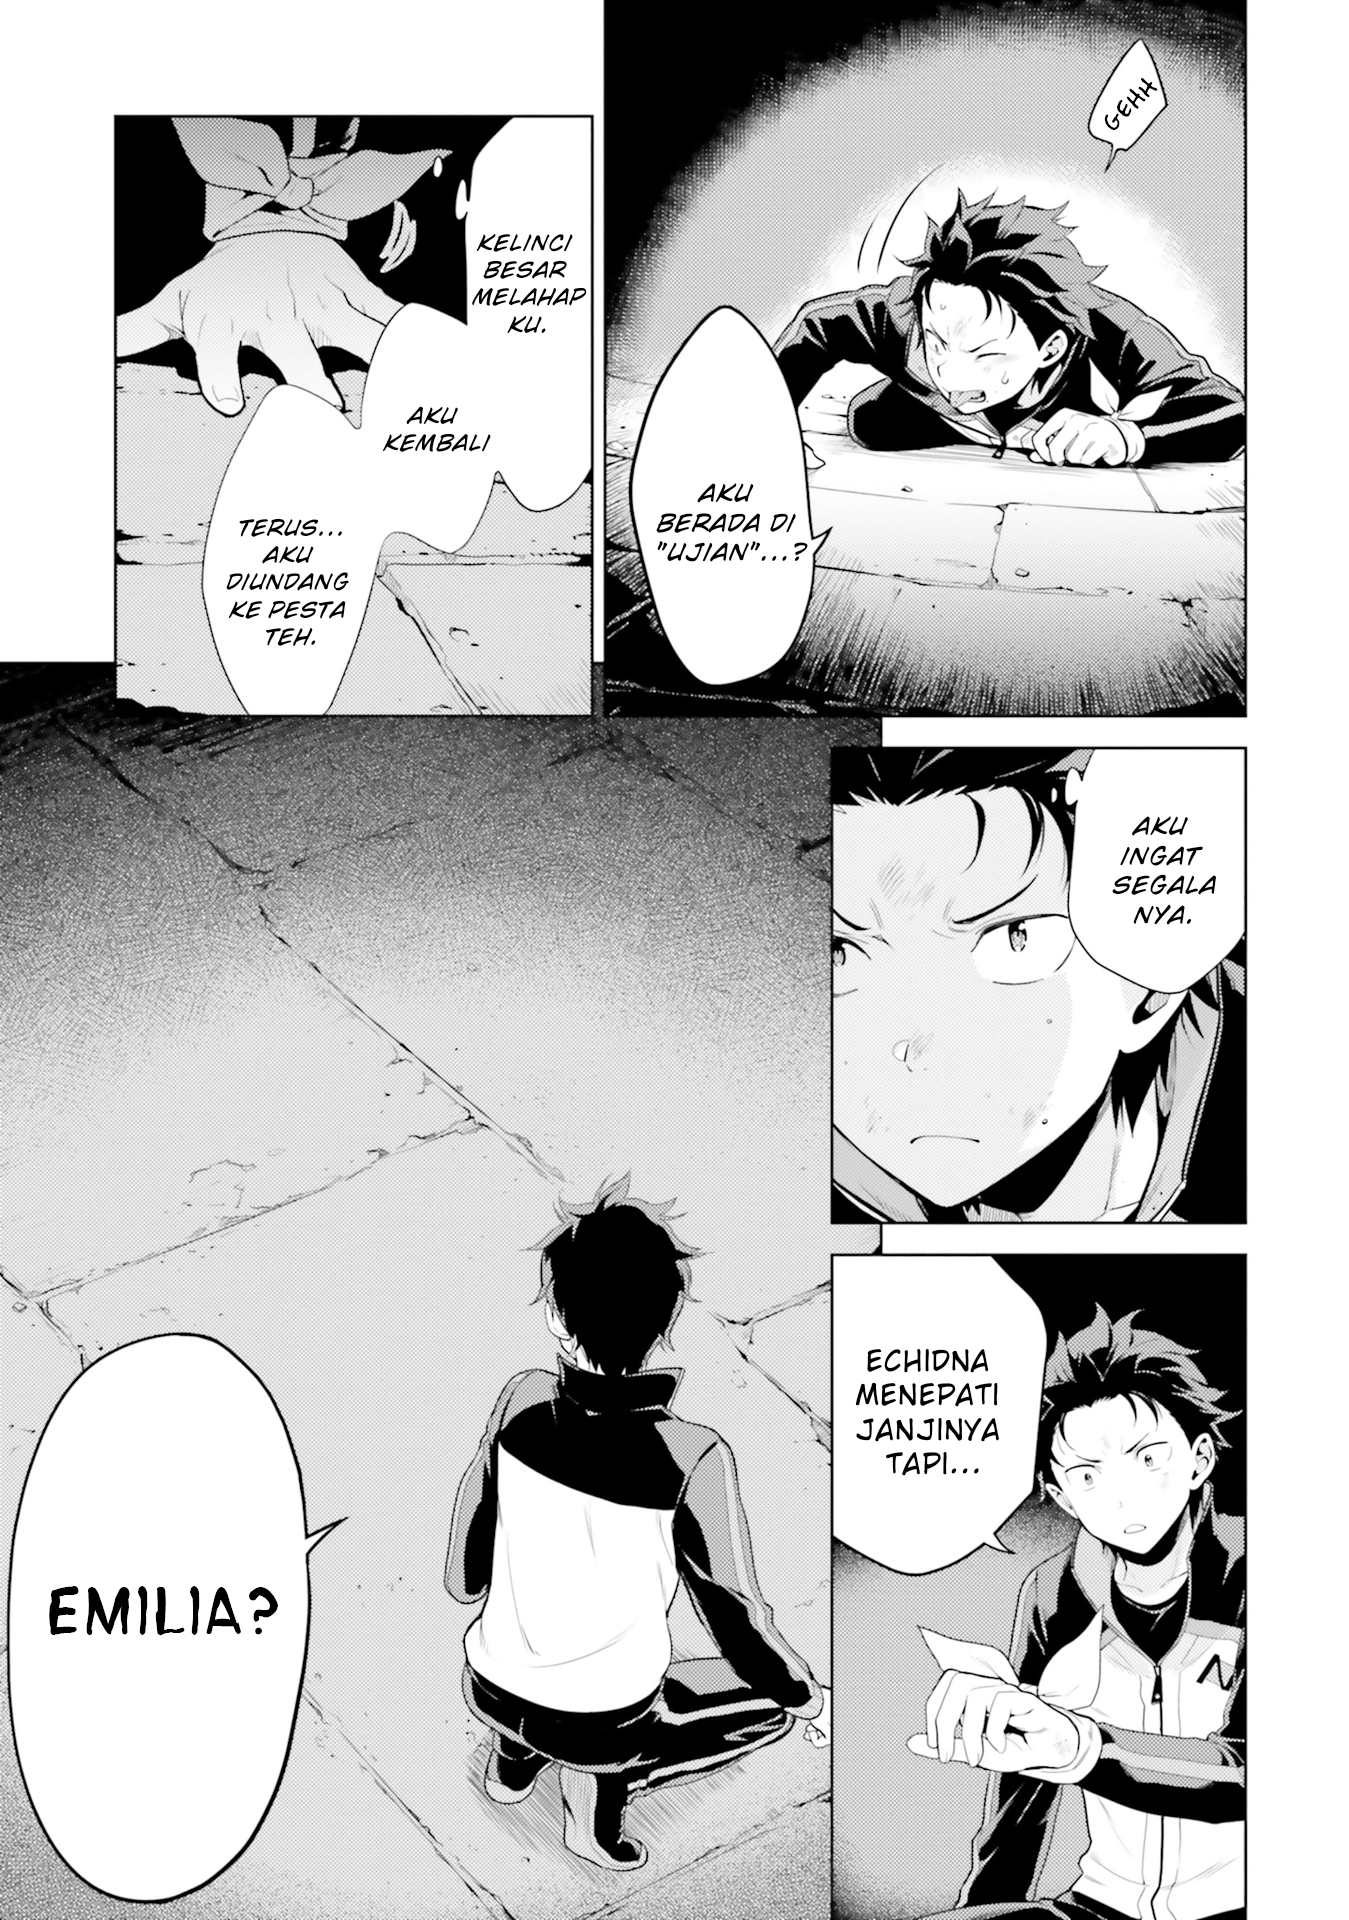 GEHH
AKU
BERADA DI
"UJIAN"...?
KELINCI
BESAR
MELAHAP
KU.
AKU
KEMBALI
TERUS...
AKU
DIUNDANG
KE PESTA
TEH.
AKU
INGAT
SEGALA
NYA.
ECHIDNA
MENEPATI
JANJINYA
TAPI...
EMILIA?